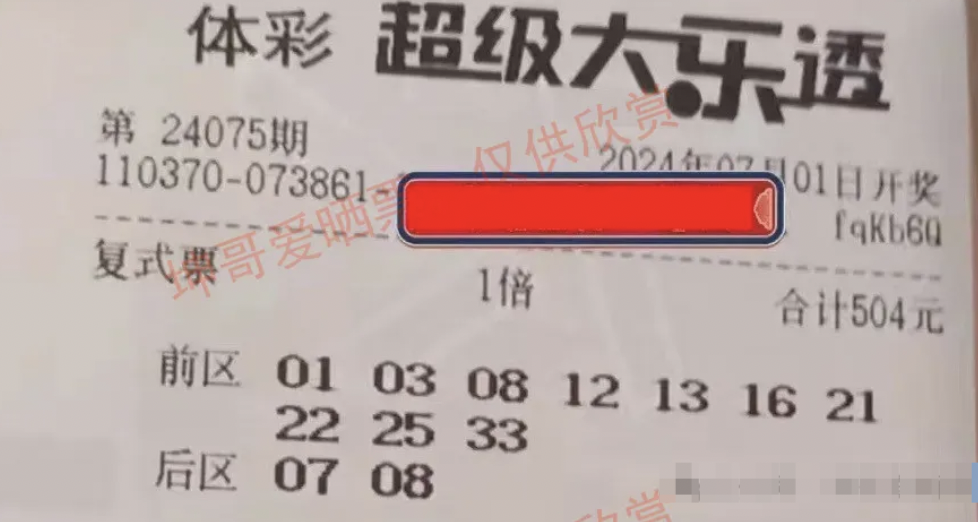 体彩 超级大乐透
第 24075期
2024年07月01日开奖
110370-073861-
fqKb6Q
复式票 1倍 合计504元
前区 01 03 08 12 13 16 21
22 25 33
后区 07 08
坤哥爱晒票 仅供欣赏
欣赏